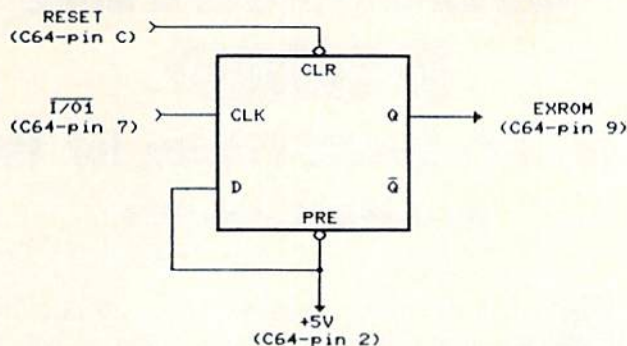 RESET
(C64-pin C)
CLR
I/O1
(C64-pin 7)
CLK
Q
EXROM
(C64-pin 9)
D
Q̅
PRE
+5V
(C64-pin 2)